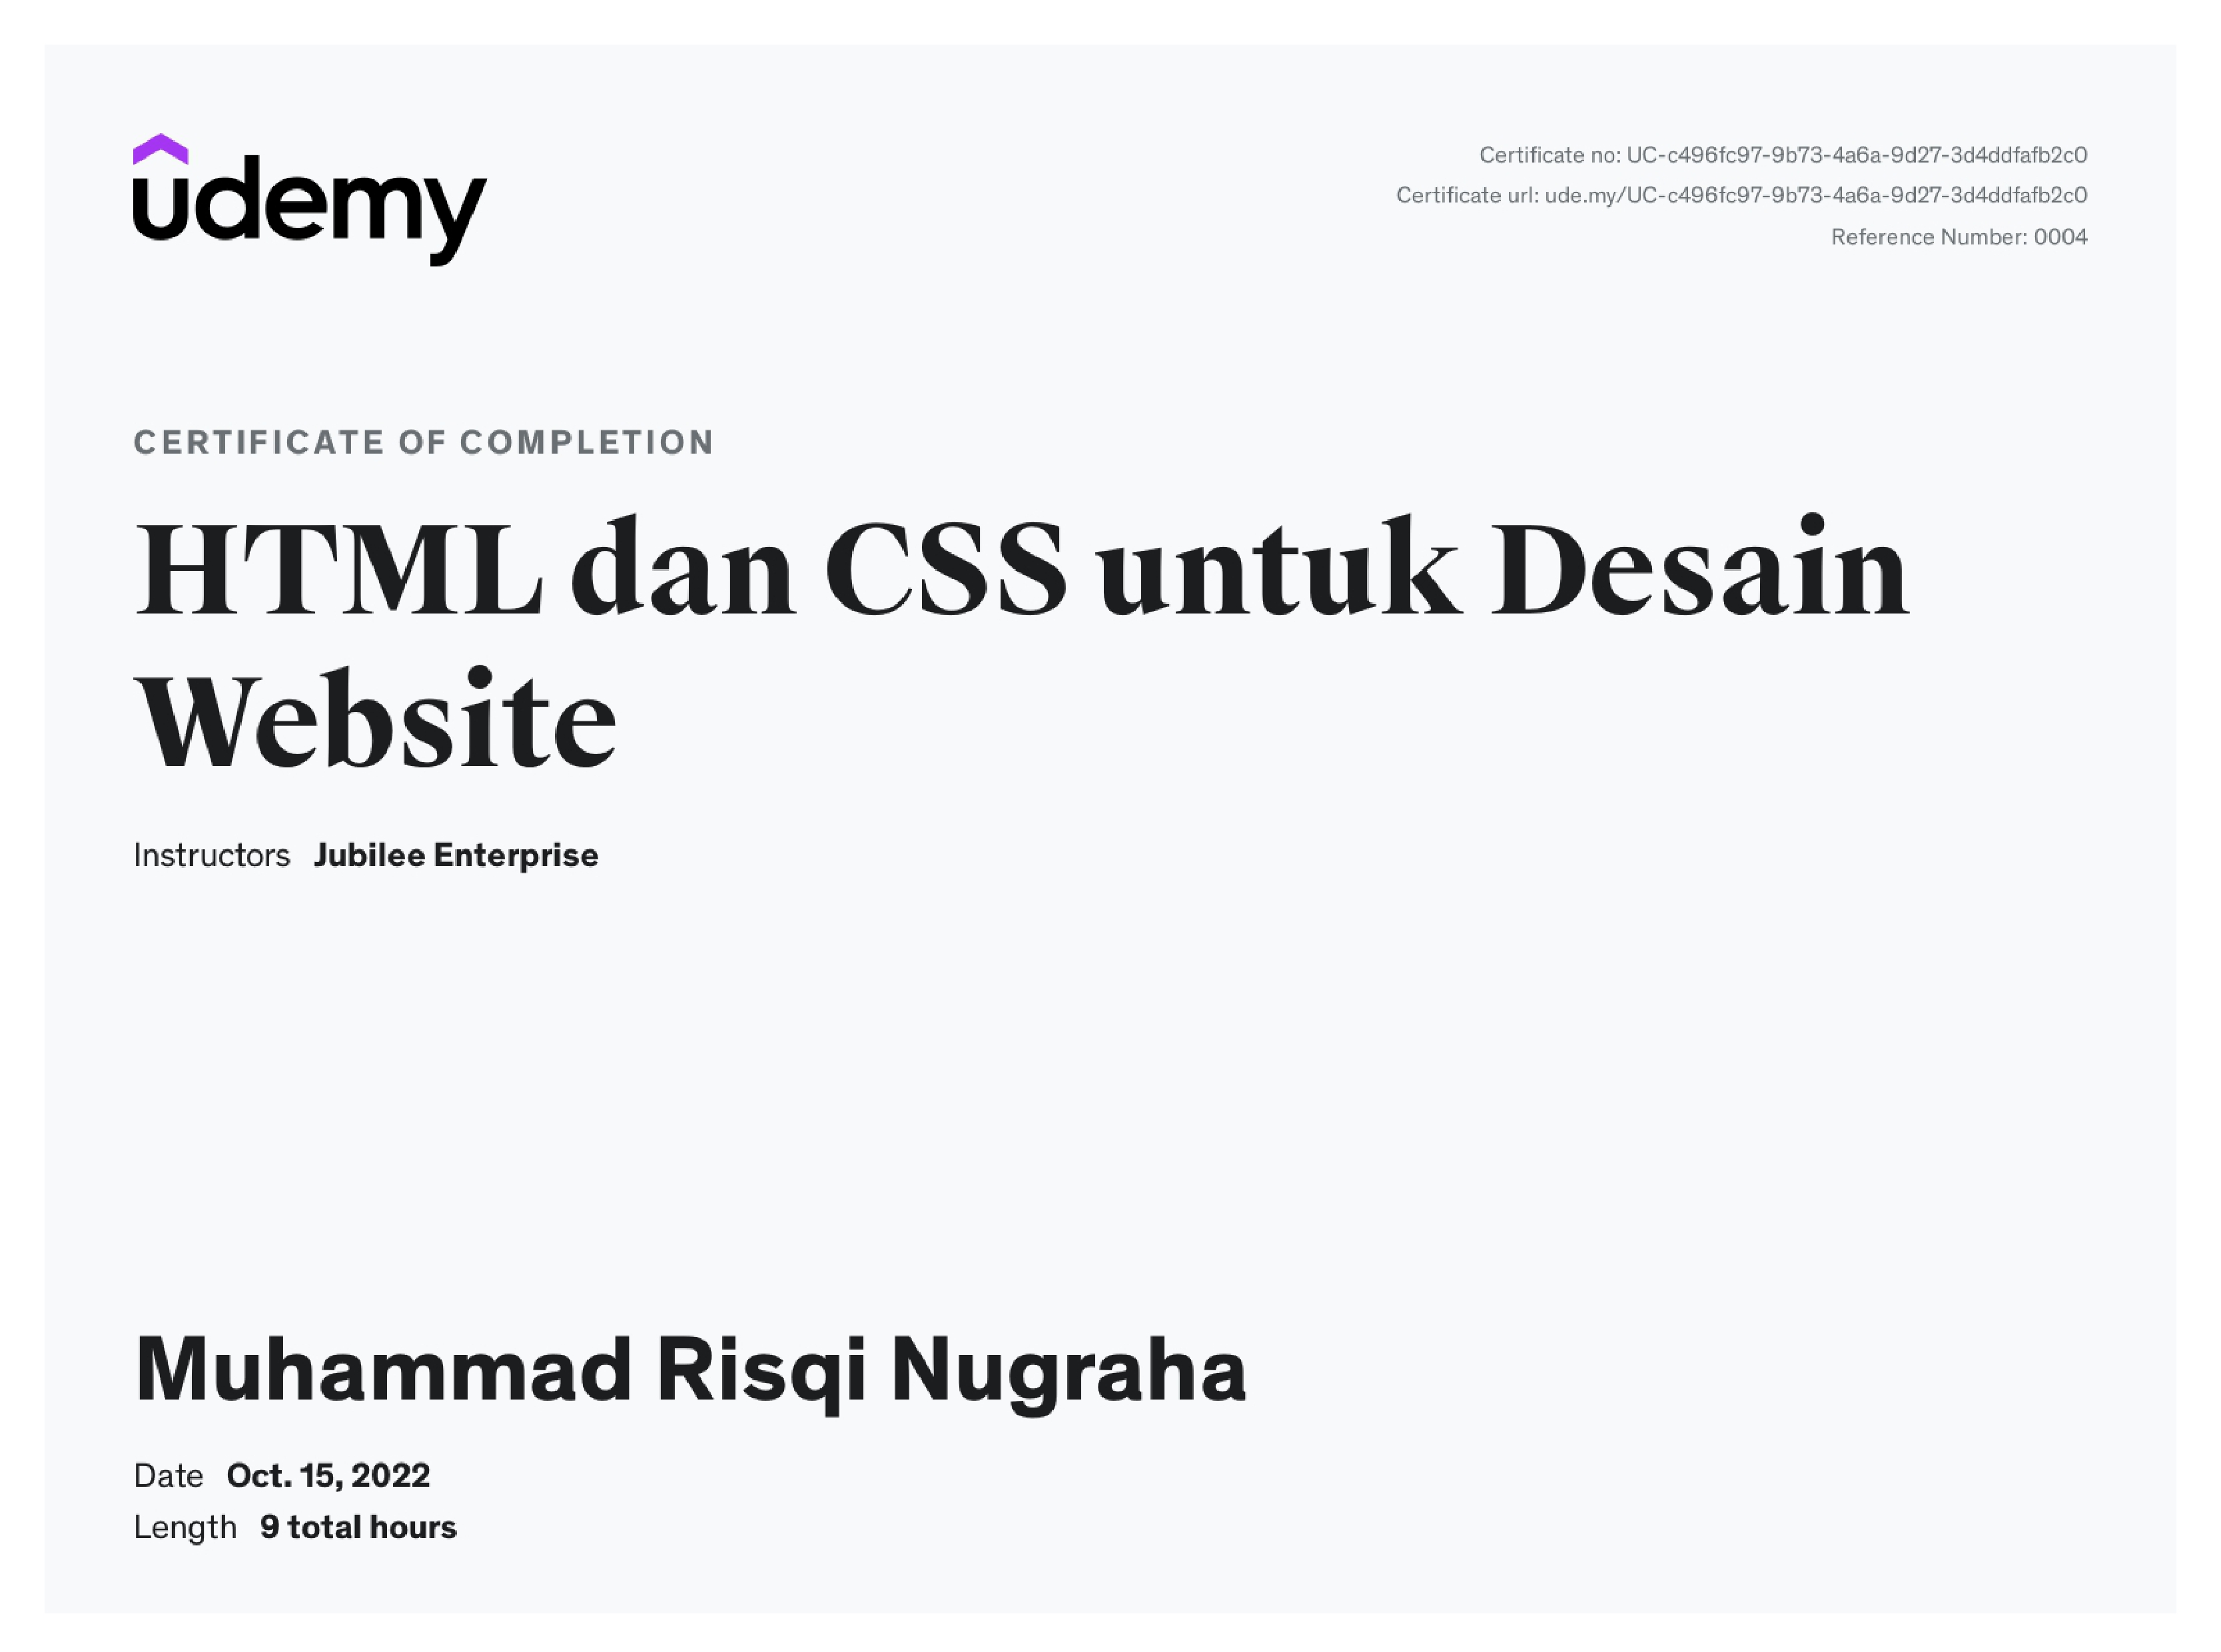 udemy
Certificate no: UC-c496fc97-9b73-4a6a-9d27-3d4ddfafb2c0
Certificate url: ude.my/UC-c496fc97-9b73-4a6a-9d27-3d4ddfafb2c0
Reference Number: 0004
CERTIFICATE OF COMPLETION
HTML dan CSS untuk Desain
Website
Instructors Jubilee Enterprise
Muhammad Risqi Nugraha
Date Oct. 15, 2022
Length 9 total hours